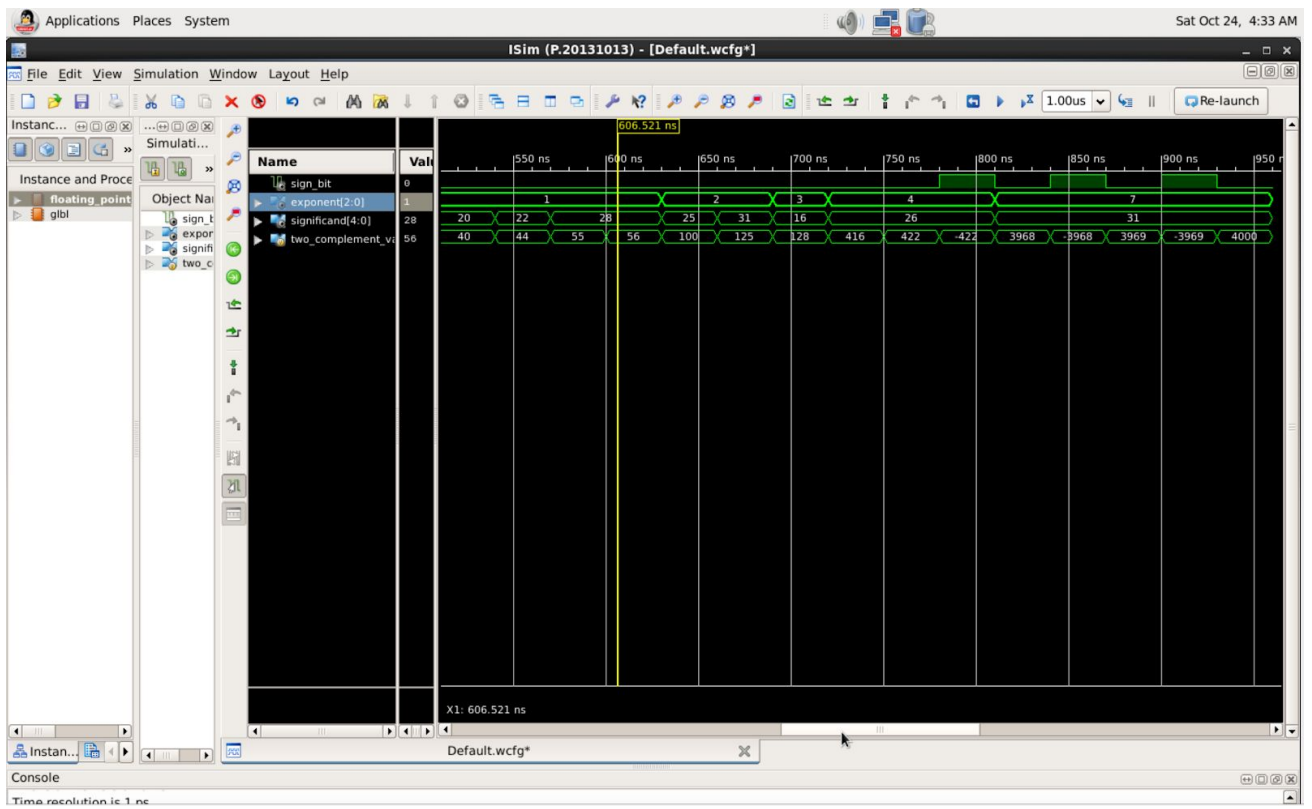 Applications Places System Sat Oct 24, 4:33 AM
ISim (P.20131013) - [Default.wcfg*]
File Edit View Simulation Window Layout Help
1.00us Re-launch
Instanc...
Simulati...
Instance and Proce
floating_point
glbl
Object Nar
sign_t
expor
signifi
two_c
Name Valu
sign_bit 0
exponent[2:0] 1
significand[4:0] 28
two_complement_va 56
606.521 ns
550 ns 600 ns 650 ns 700 ns 750 ns 800 ns 850 ns 900 ns 950 n
1 2 3 4 7
20 22 28 25 31 16 26 31
40 44 55 56 100 125 128 416 422 -422 3968 -3968 3969 -3969 4000
X1: 606.521 ns
Instan...
Default.wcfg*
Console
Time resolution is 1 ps